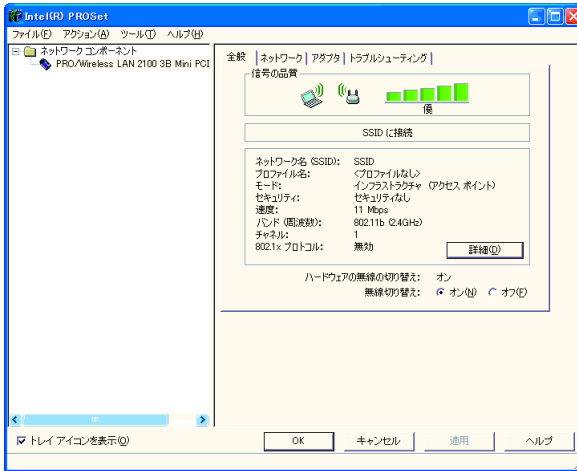 Intel(R) PROSet
ファイル(F) アクション(A) ツール(T) ヘルプ(H)
ネットワーク コンポーネント
PRO/Wireless LAN 2100 3B Mini PCI
全般 ネットワーク アダプタ トラブルシューティング
信号の品質
優
SSID に接続
ネットワーク名 (SSID): SSID
プロファイル名: <プロファイルなし>
モード: インフラストラクチャ (アクセス ポイント)
セキュリティ: セキュリティなし
速度: 11 Mbps
バンド (周波数): 802.11b (2.4GHz)
チャネル: 1
802.1x プロトコル: 無効
詳細(D)
ハードウェアの無線の切り替え: オン
無線切り替え: オン(N) オフ(F)
トレイ アイコンを表示(O)
OK キャンセル 適用 ヘルプ